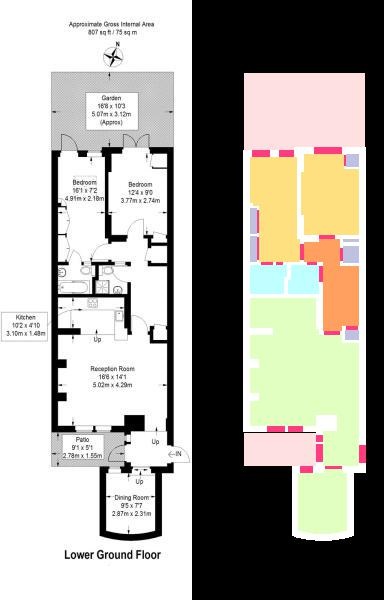 Approximate Gross Internal Area
807 sq ft / 75 sq m
N
Garden
16'8 x 10'3
5.07m x 3.12m
(Approx)
Bedroom
16'1 x 7'2
4.91m x 2.18m
Bedroom
12'4 x 9'0
3.77m x 2.74m
Kitchen
10'2 x 4'10
3.10m x 1.48m
Up
Reception Room
16'6 x 14'1
5.02m x 4.29m
Patio
9'1 x 5'1
2.78m x 1.55m
Up
IN
Up
Dining Room
9'5 x 7'7
2.87m x 2.31m
Lower Ground Floor